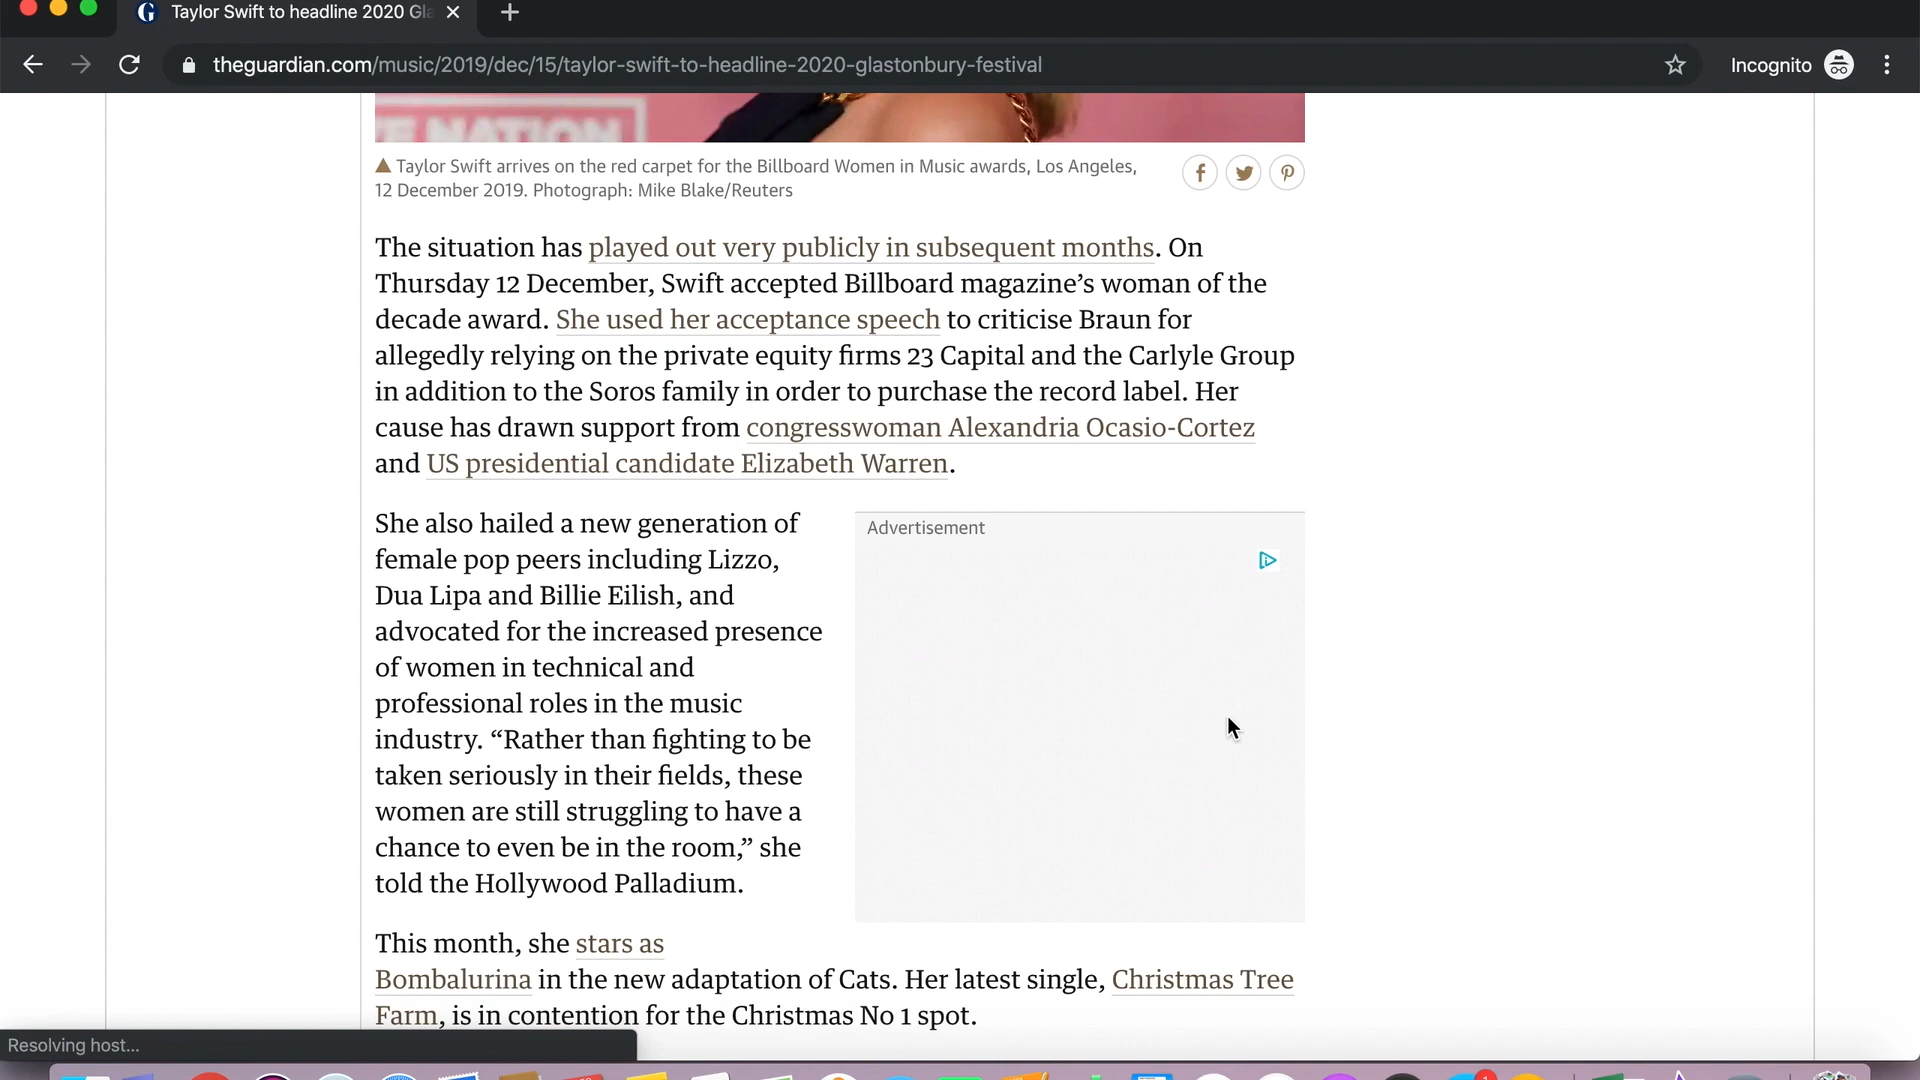 Taylor Swift to headline 2020 Gla
theguardian.com/music/2019/dec/15/taylor-swift-to-headline-2020-glastonbury-festival
Incognito
E NATION
Taylor Swift arrives on the red carpet for the Billboard Women in Music awards, Los Angeles,
12 December 2019. Photograph: Mike Blake/Reuters
The situation has played out very publicly in subsequent months. On
Thursday 12 December, Swift accepted Billboard magazine’s woman of the
decade award. She used her acceptance speech to criticise Braun for
allegedly relying on the private equity firms 23 Capital and the Carlyle Group
in addition to the Soros family in order to purchase the record label. Her
cause has drawn support from congresswoman Alexandria Ocasio-Cortez
and US presidential candidate Elizabeth Warren.
She also hailed a new generation of
female pop peers including Lizzo,
Dua Lipa and Billie Eilish, and
advocated for the increased presence
of women in technical and
professional roles in the music
industry. “Rather than fighting to be
taken seriously in their fields, these
women are still struggling to have a
chance to even be in the room,” she
told the Hollywood Palladium.
Advertisement
This month, she stars as
Bombalurina in the new adaptation of Cats. Her latest single, Christmas Tree
Farm, is in contention for the Christmas No 1 spot.
Resolving host...
1